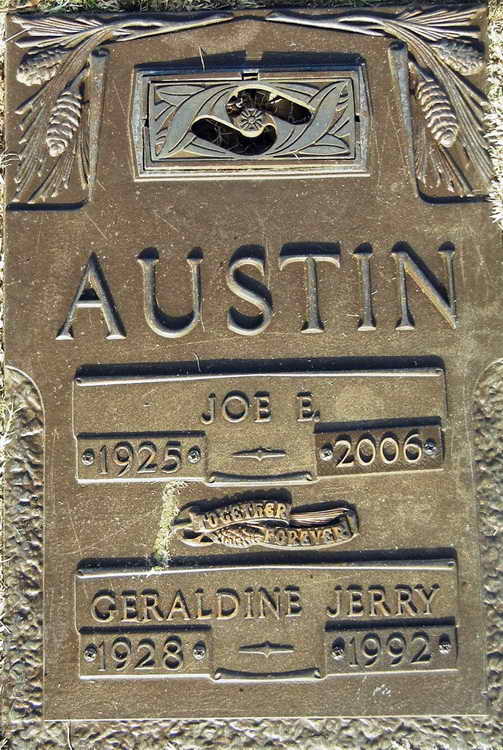 AUSTIN
JOE E.
1925 2006
TOGETHER
FOREVER
GERALDINE JERRY
1928 1992